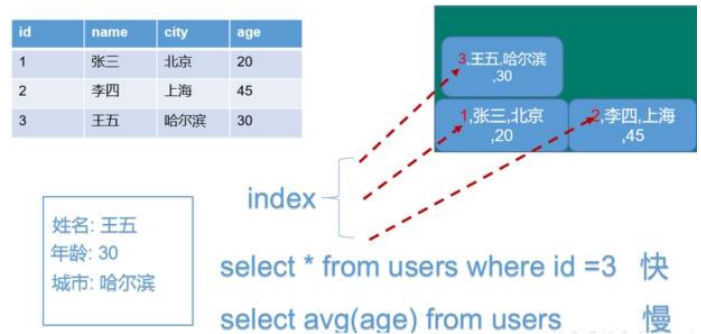 id name city age
1 张三 北京 20
2 李四 上海 45
3 王五 哈尔滨 30
3,王五,哈尔滨
,30
1,张三,北京
,20
2,李四,上海
,45
index
姓名: 王五
年龄: 30
城市: 哈尔滨
select * from users where id =3 快
select avg(age) from users 慢